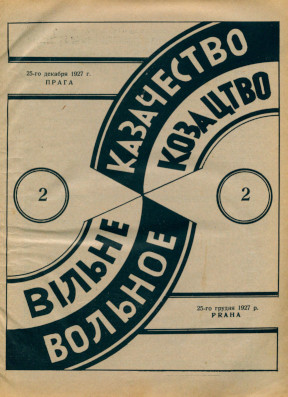 25-го декабря 1927 г.
ПРАГА
КАЗАЧЕСТВО
КОЗАЦТВО
2
2
ВІЛЬНЕ
ВОЛЬНОЕ
25-го грудня 1927 р.
PRAHA